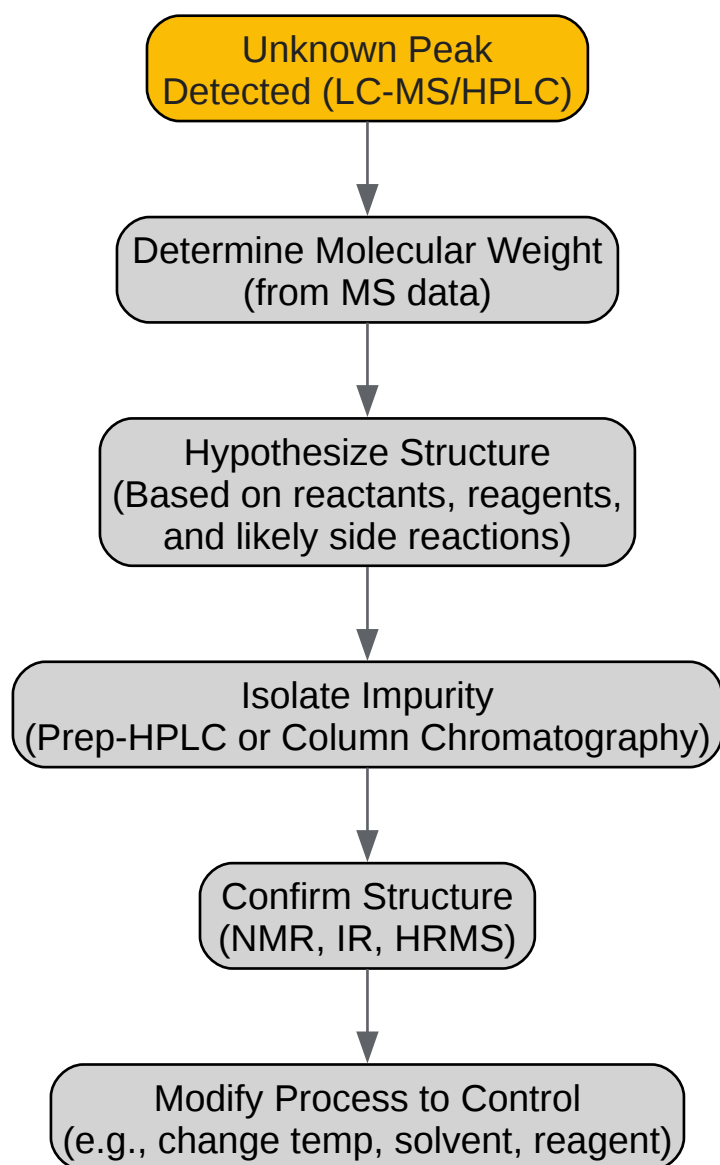 Unknown Peak
Detected (LC-MS/HPLC)
Determine Molecular Weight
(from MS data)
Hypothesize Structure
(Based on reactants, reagents,
and likely side reactions)
Isolate Impurity
(Prep-HPLC or Column Chromatography)
Confirm Structure
(NMR, IR, HRMS)
Modify Process to Control
(e.g., change temp, solvent, reagent)